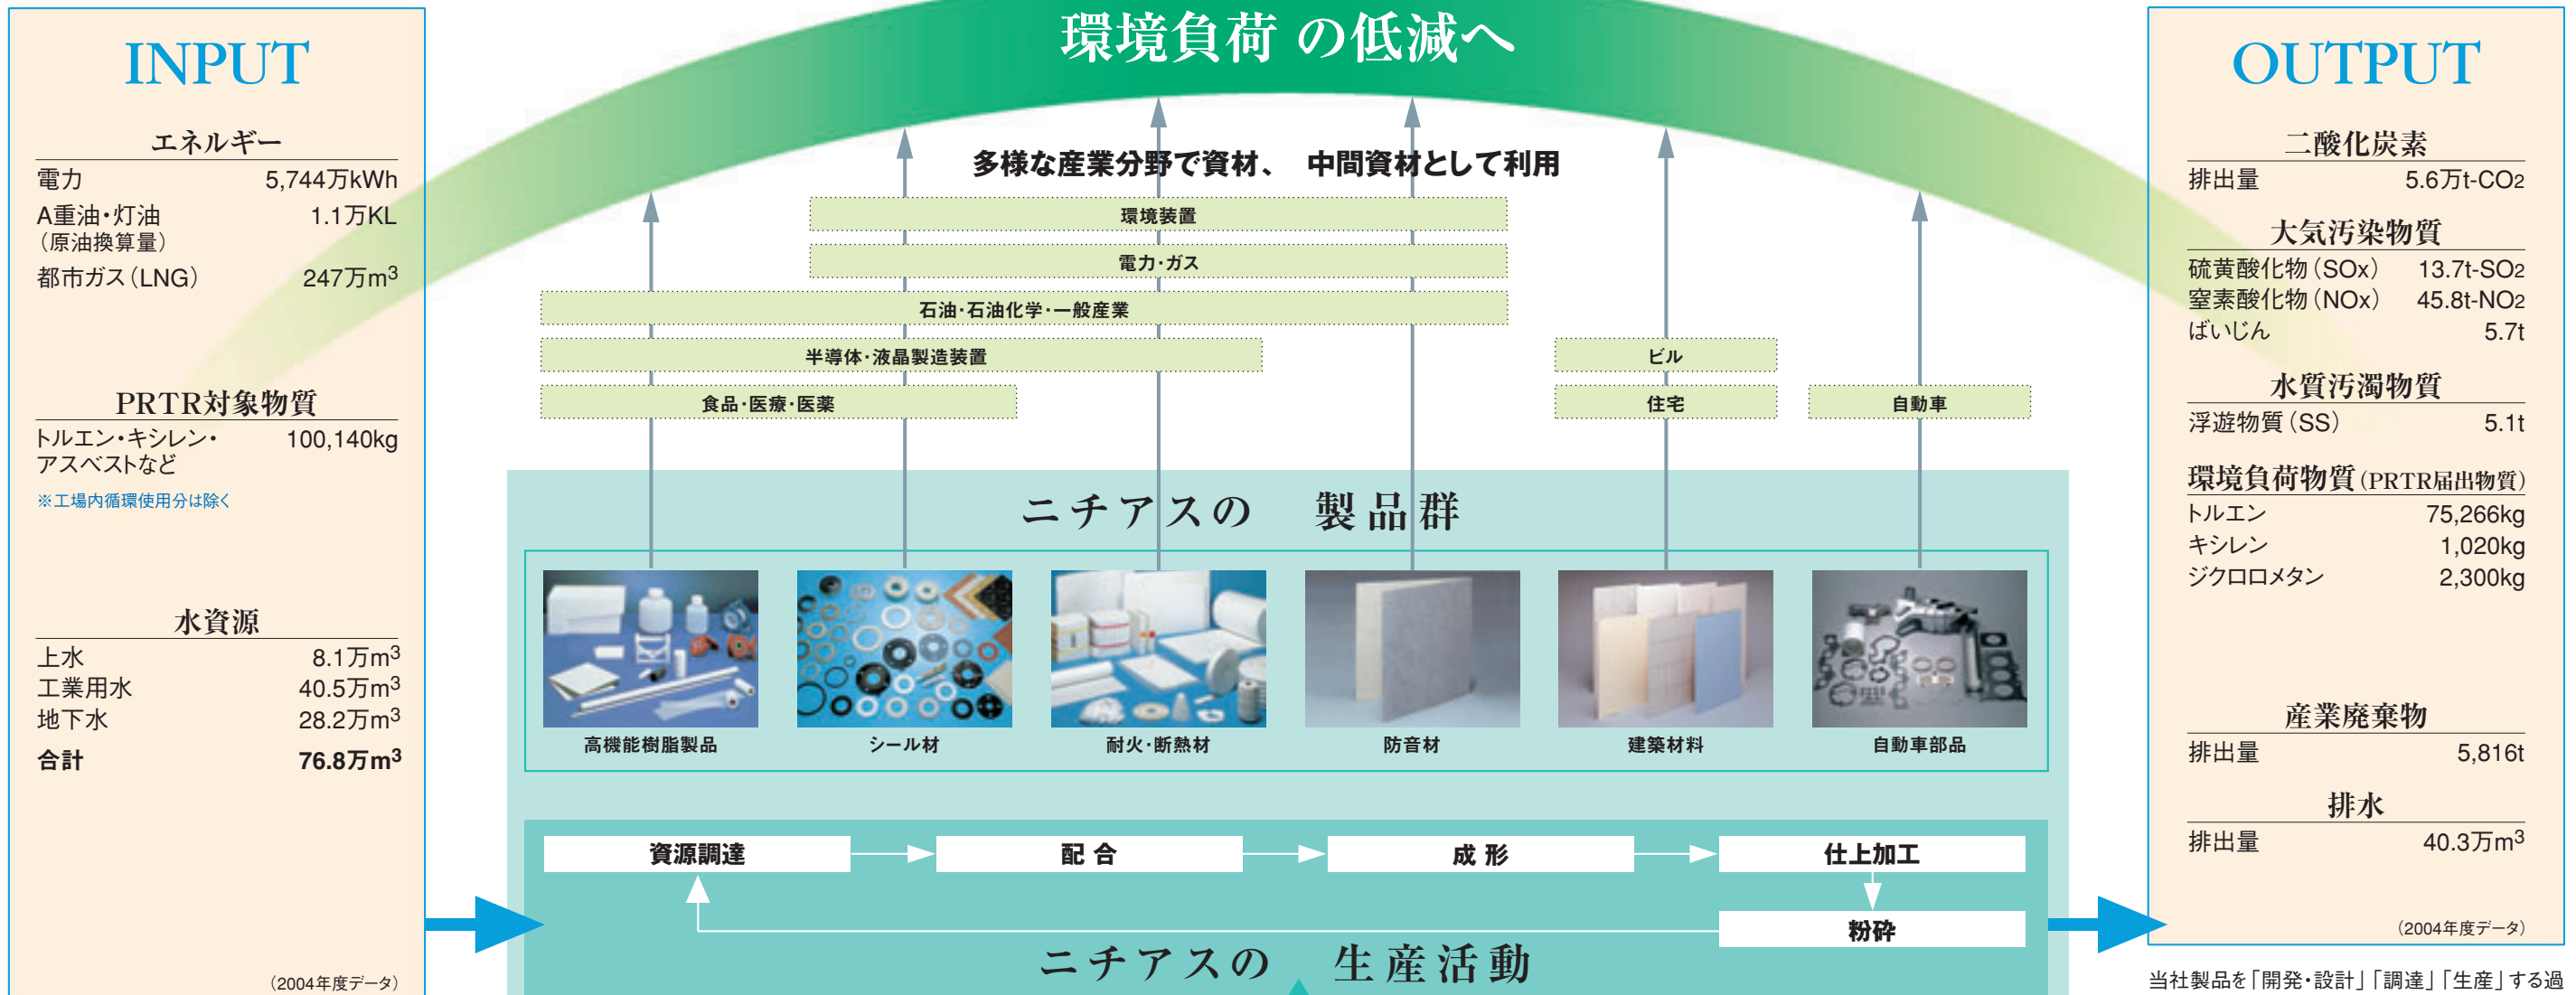 環境負荷 の低減へ
INPUT
エネルギー
電力 5,744万kWh
A重油・灯油 1.1万KL
（原油換算量）
都市ガス（LNG） 247万m3
PRTR対象物質
トルエン・キシレン・ 100,140kg
アスベストなど
※工場内循環使用分は除く
水資源
上水 8.1万m3
工業用水 40.5万m3
地下水 28.2万m3
合計 76.8万m3
（2004年度データ）
多様な産業分野で資材、 中間資材として利用
環境装置
電力・ガス
石油・石油化学・一般産業
半導体・液晶製造装置
ビル
食品・医療・医薬
住宅
自動車
ニチアスの 製品群
高機能樹脂製品
シール材
耐火・断熱材
防音材
建築材料
自動車部品
資源調達
配 合
成 形
仕上加工
粉砕
ニチアスの 生産活動
OUTPUT
二酸化炭素
排出量 5.6万t-CO2
大気汚染物質
硫黄酸化物（SOx） 13.7t-SO2
窒素酸化物（NOx） 45.8t-NO2
ばいじん 5.7t
水質汚濁物質
浮遊物質（SS） 5.1t
環境負荷物質（PRTR届出物質）
トルエン 75,266kg
キシレン 1,020kg
ジクロロメタン 2,300kg
産業廃棄物
排出量 5,816t
排水
排出量 40.3万m3
（2004年度データ）
当社製品を「開発・設計」「調達」「生産」する過